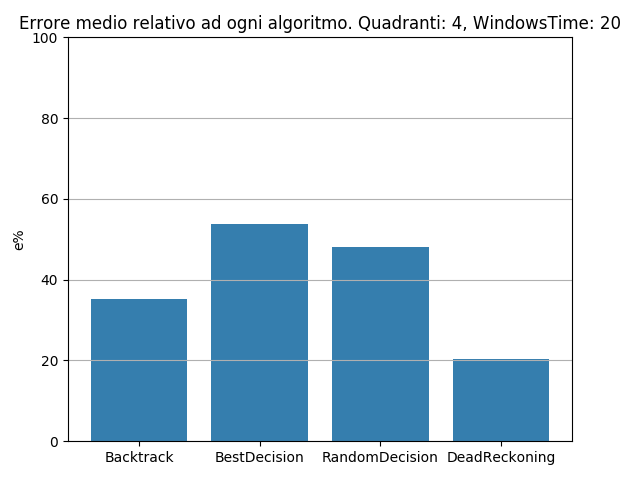 Errore medio relativo ad ogni algoritmo. Quadranti: 4, WindowsTime: 20
100
80
60
40
20
0
e%
Backtrack
BestDecision
RandomDecision
DeadReckoning